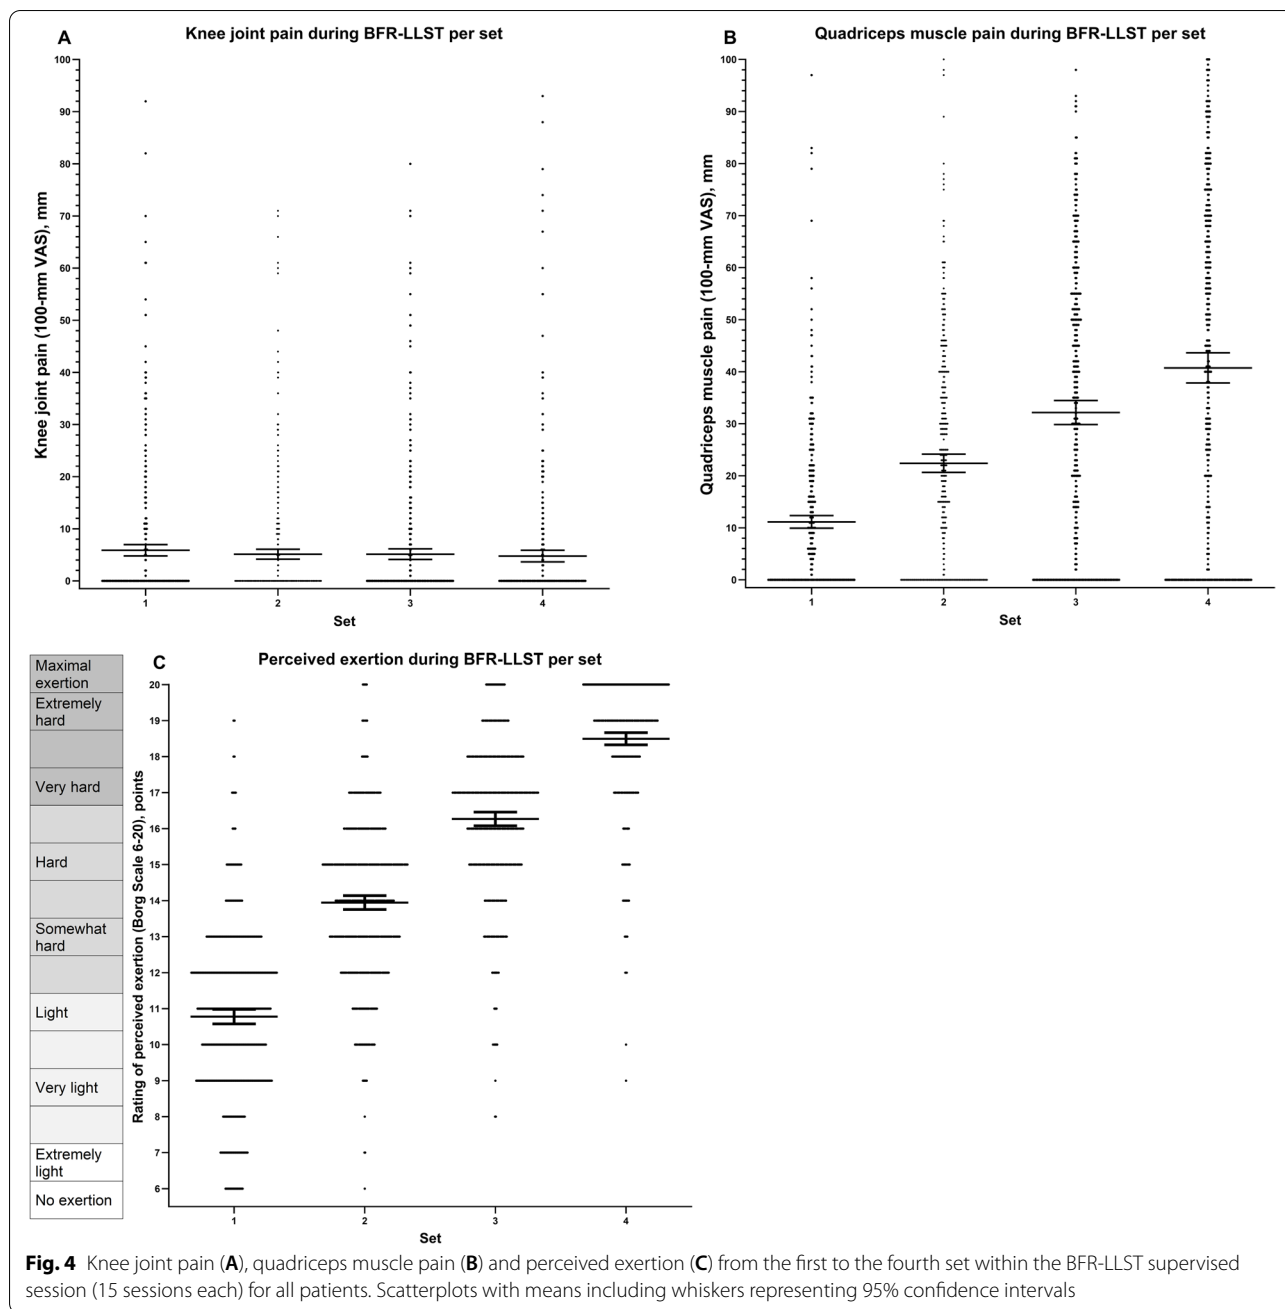 A
Knee joint pain during BFR-LLST per set
100
90
80
70
60
50
40
30
20
10
0
Knee joint pain (100-mm VAS), mm
1 2 3 4
Set
B
Quadriceps muscle pain during BFR-LLST per set
100
90
80
70
60
50
40
30
20
10
0
Quadriceps muscle pain (100-mm VAS), mm
1 2 3 4
Set
Maximal
exertion
Extremely
hard
Very hard
Hard
Somewhat
hard
Light
Very light
Extremely
light
No exertion
C
Perceived exertion during BFR-LLST per set
20
19
18
17
16
15
14
13
12
11
10
9
8
7
6
Rating of perceived exertion (Borg Scale 6-20), points
1 2 3 4
Set
Fig. 4 Knee joint pain (A), quadriceps muscle pain (B) and perceived exertion (C) from the first to the fourth set within the BFR-LLST supervised
session (15 sessions each) for all patients. Scatterplots with means including whiskers representing 95% confidence intervals